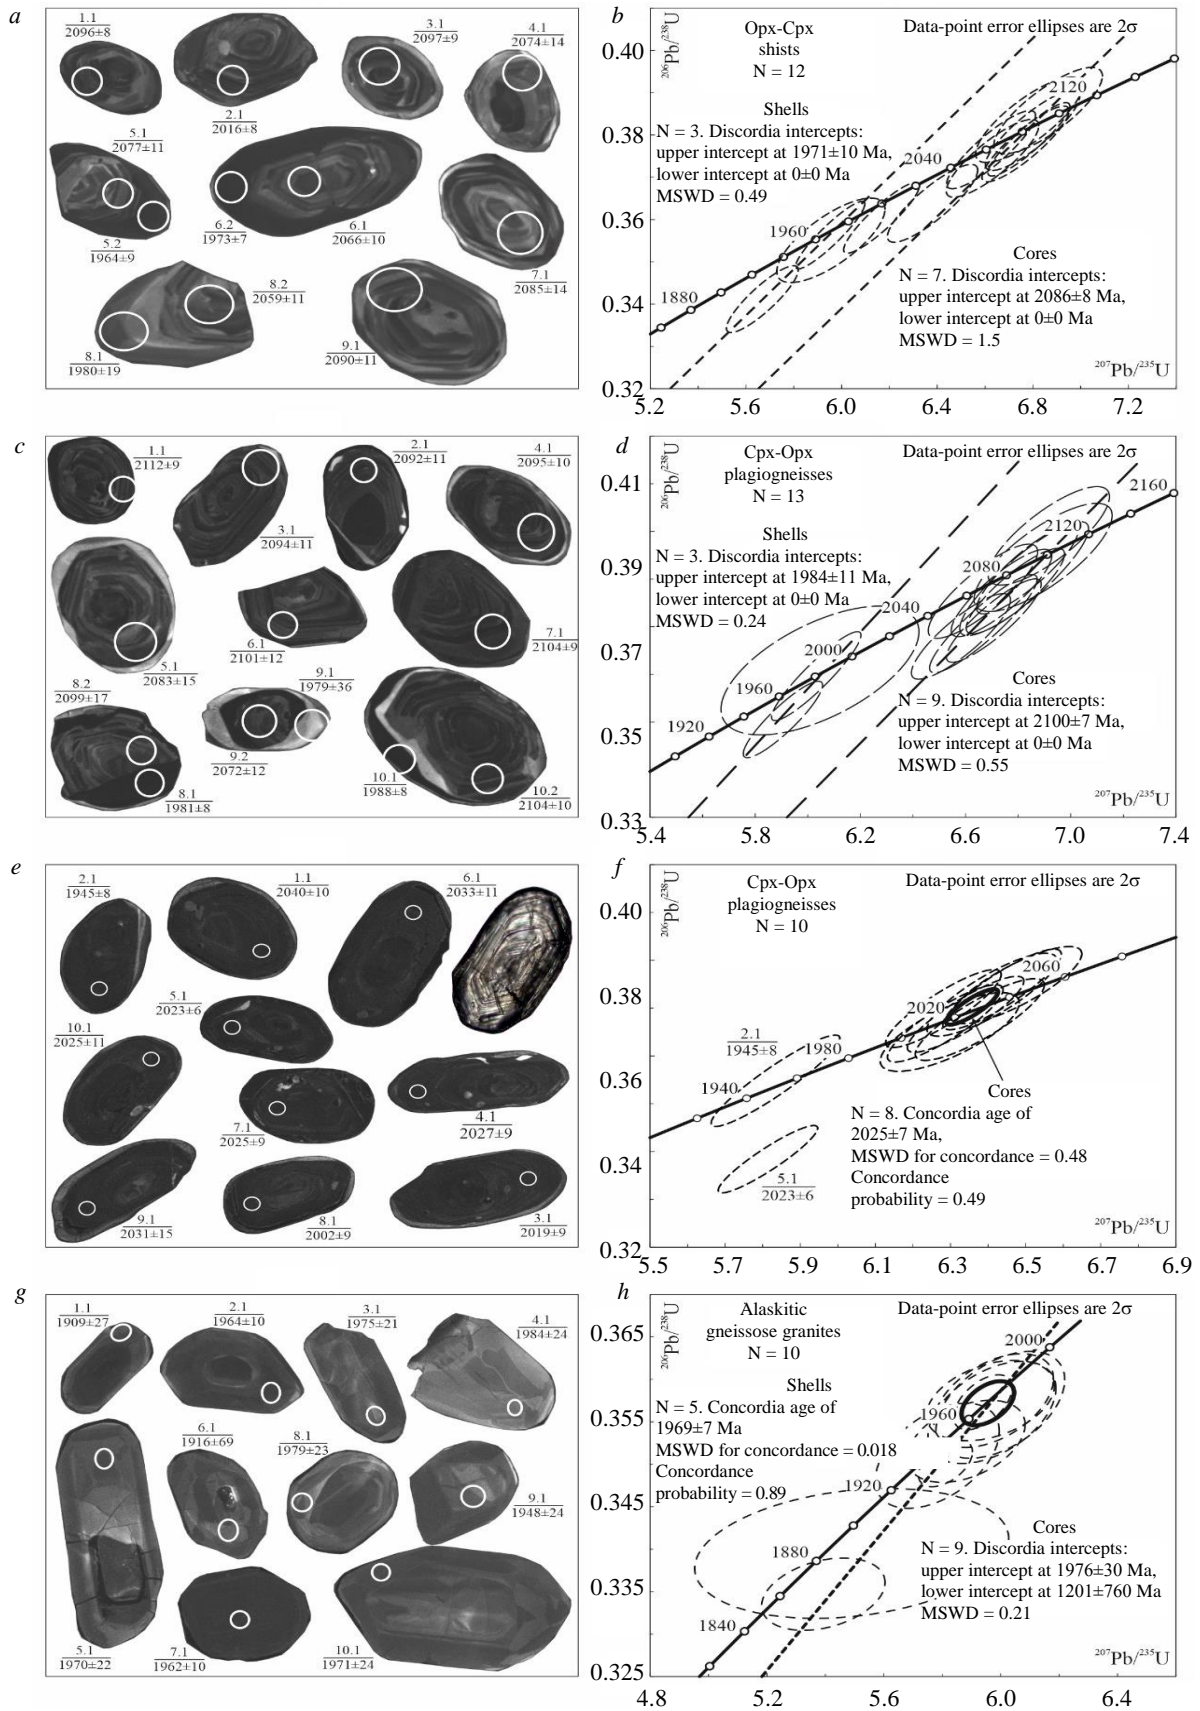 a
1.1
2096±8
2.1
2016±8
3.1
2097±9
4.1
2074±14
5.1
2077±11
5.2
1964±9
6.2
1973±7
6.1
2066±10
7.1
2085±14
8.2
2059±11
8.1
1980±19
9.1
2090±11
b
²⁰⁶Pb/²³⁸U
Opx-Cpx
shists
N = 12
Data-point error ellipses are 2σ
Shells
N = 3. Discordia intercepts:
upper intercept at 1971±10 Ma,
lower intercept at 0±0 Ma
MSWD = 0.49
Cores
N = 7. Discordia intercepts:
upper intercept at 2086±8 Ma,
lower intercept at 0±0 Ma
MSWD = 1.5
²⁰⁷Pb/²³⁵U
1880
1960
2040
2120
0.40
0.38
0.36
0.34
0.32
5.2 5.6 6.0 6.4 6.8 7.2
c
1.1
2112±9
3.1
2094±11
2.1
2092±11
4.1
2095±10
5.1
2083±15
6.1
2101±12
7.1
2104±9
8.2
2099±17
8.1
1981±8
9.1
1979±36
9.2
2072±12
10.1
1988±8
10.2
2104±10
d
²⁰⁶Pb/²³⁸U
Cpx-Opx
plagiogneisses
N = 13
Data-point error ellipses are 2σ
Shells
N = 3. Discordia intercepts:
upper intercept at 1984±11 Ma,
lower intercept at 0±0 Ma
MSWD = 0.24
Cores
N = 9. Discordia intercepts:
upper intercept at 2100±7 Ma,
lower intercept at 0±0 Ma
MSWD = 0.55
²⁰⁷Pb/²³⁵U
1920
1960
2000
2040
2080
2120
2160
0.41
0.39
0.37
0.35
0.33
5.4 5.8 6.2 6.6 7.0 7.4
e
2.1
1945±8
1.1
2040±10
6.1
2033±11
5.1
2023±6
10.1
2025±11
7.1
2025±9
4.1
2027±9
9.1
2031±15
8.1
2002±9
3.1
2019±9
f
²⁰⁶Pb/²³⁸U
Cpx-Opx
plagiogneisses
N = 10
Data-point error ellipses are 2σ
2.1
1945±8
5.1
2023±6
Cores
N = 8. Concordia age of
2025±7 Ma,
MSWD for concordance = 0.48
Concordance
probability = 0.49
²⁰⁷Pb/²³⁵U
1940
1980
2020
2060
0.40
0.38
0.36
0.34
0.32
5.5 5.7 5.9 6.1 6.3 6.5 6.7 6.9
g
1.1
1909±27
2.1
1964±10
3.1
1975±21
4.1
1984±24
5.1
1970±22
6.1
1916±69
8.1
1979±23
9.1
1948±24
7.1
1962±10
10.1
1971±24
h
²⁰⁶Pb/²³⁸U
Alaskitic
gneissose granites
N = 10
Data-point error ellipses are 2σ
Shells
N = 5. Concordia age of
1969±7 Ma
MSWD for concordance = 0.018
Concordance
probability = 0.89
Cores
N = 9. Discordia intercepts:
upper intercept at 1976±30 Ma,
lower intercept at 1201±760 Ma
MSWD = 0.21
²⁰⁷Pb/²³⁵U
1840
1880
1920
1960
2000
0.365
0.355
0.345
0.335
0.325
4.8 5.2 5.6 6.0 6.4